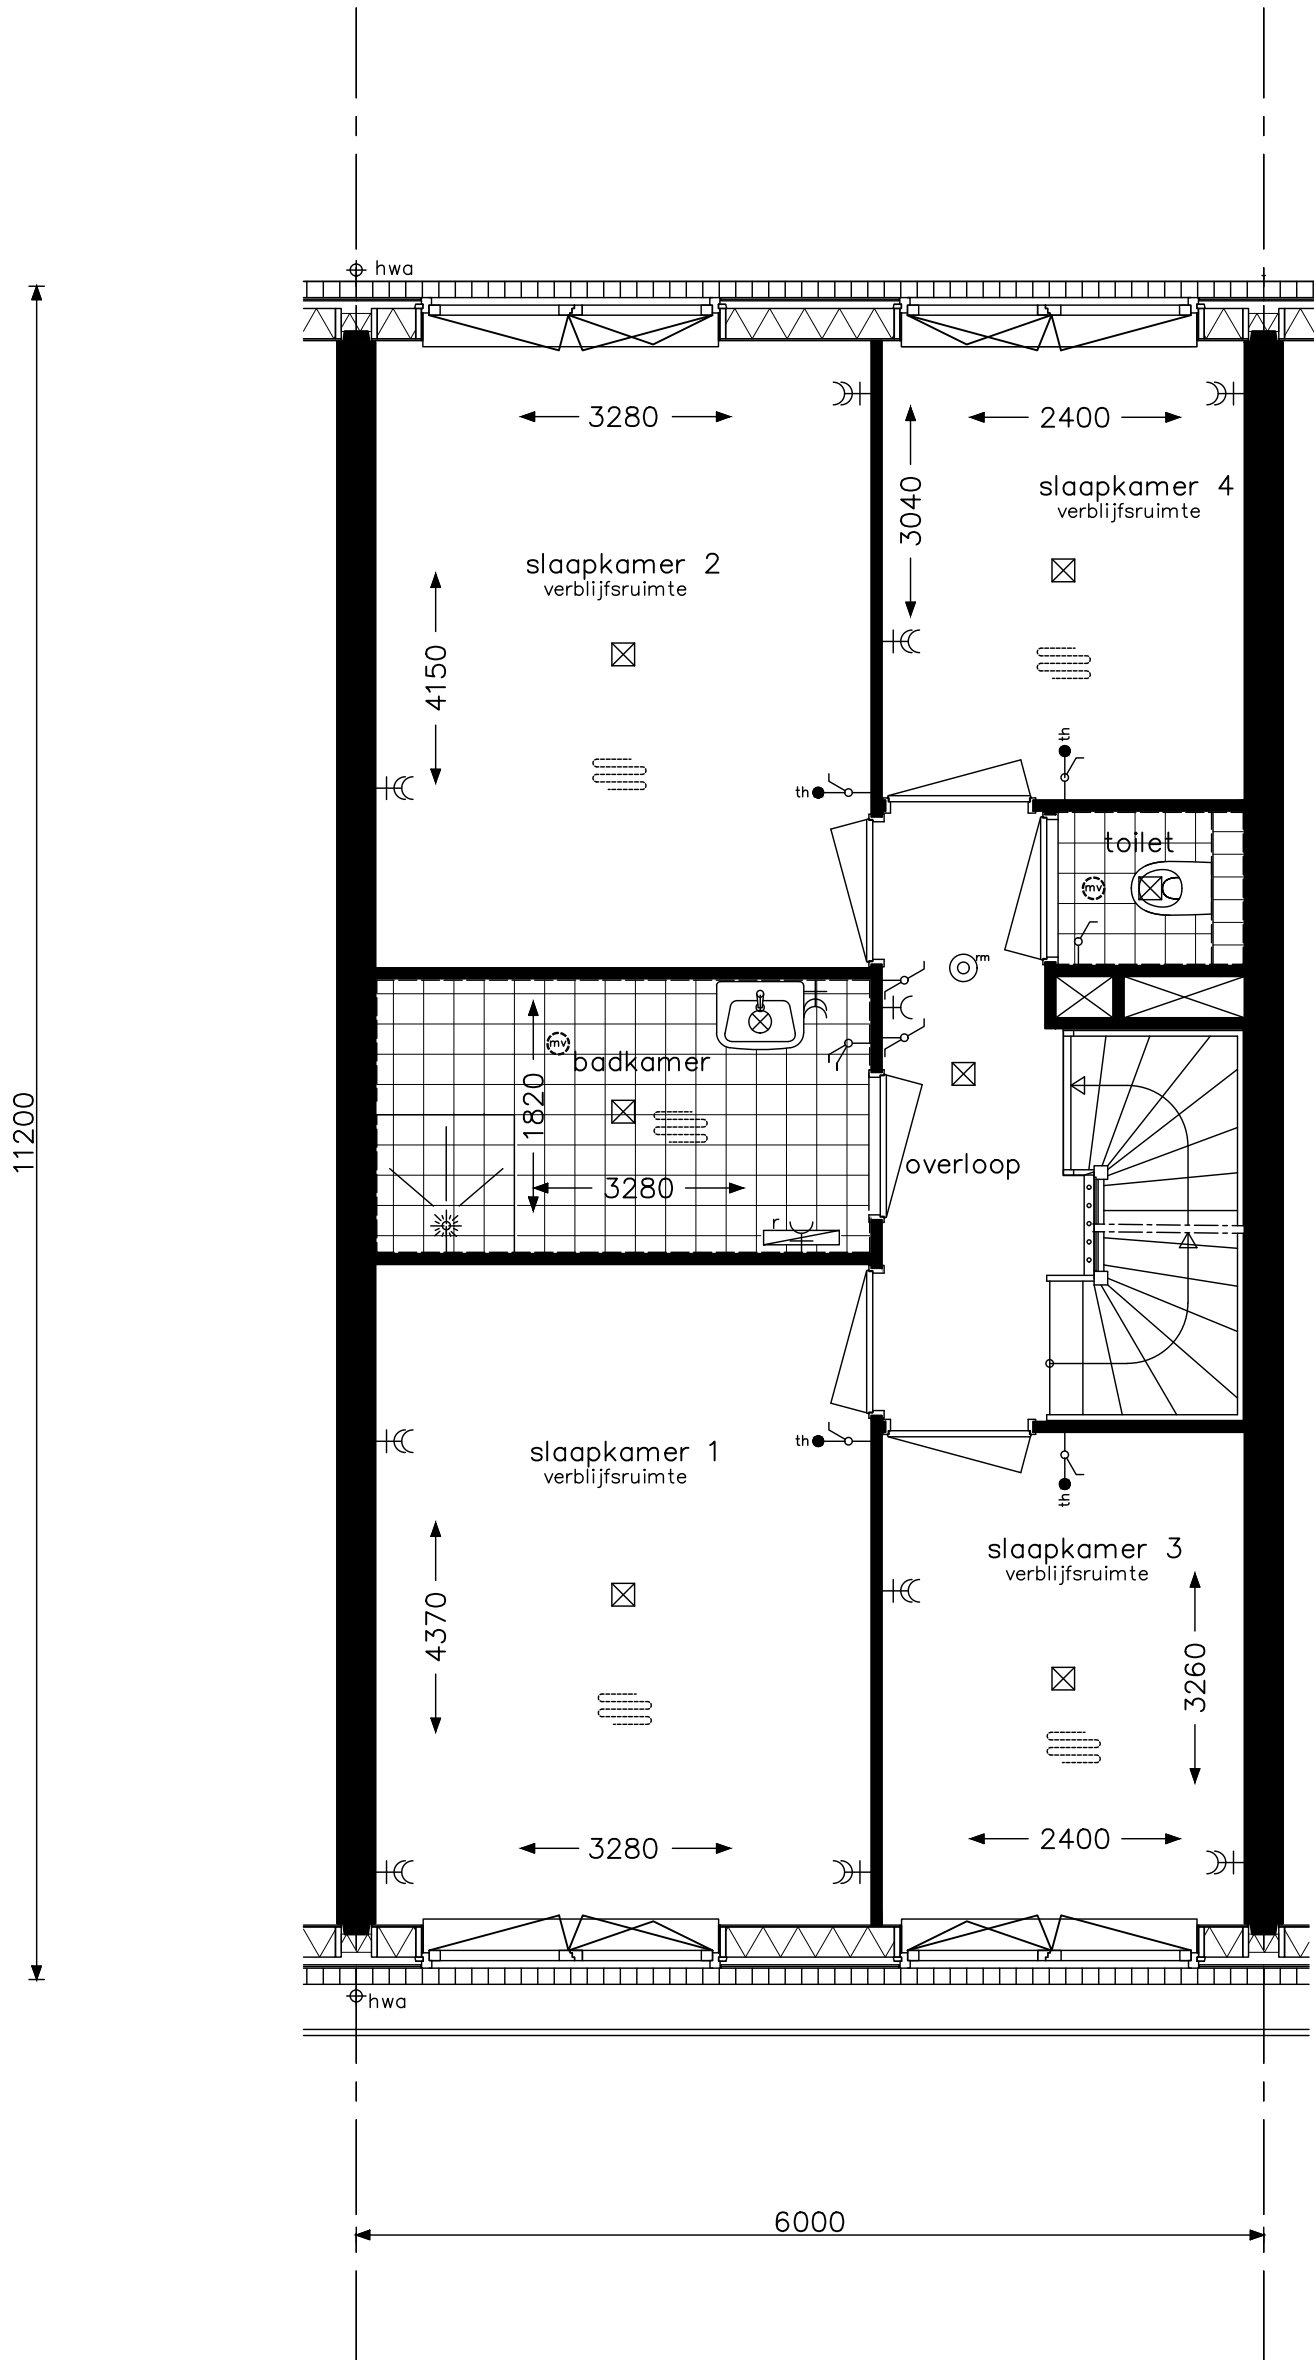 hwa
3280
2400
slaapkamer 4
verblijfsruimte
3040
slaapkamer 2
verblijfsruimte
4150
th
th
toilet
mv
rm
mv
badkamer
1820
11200
overloop
3280
r
th
slaapkamer 1
verblijfsruimte
th
slaapkamer 3
verblijfsruimte
4370
3260
3280
2400
hwa
6000